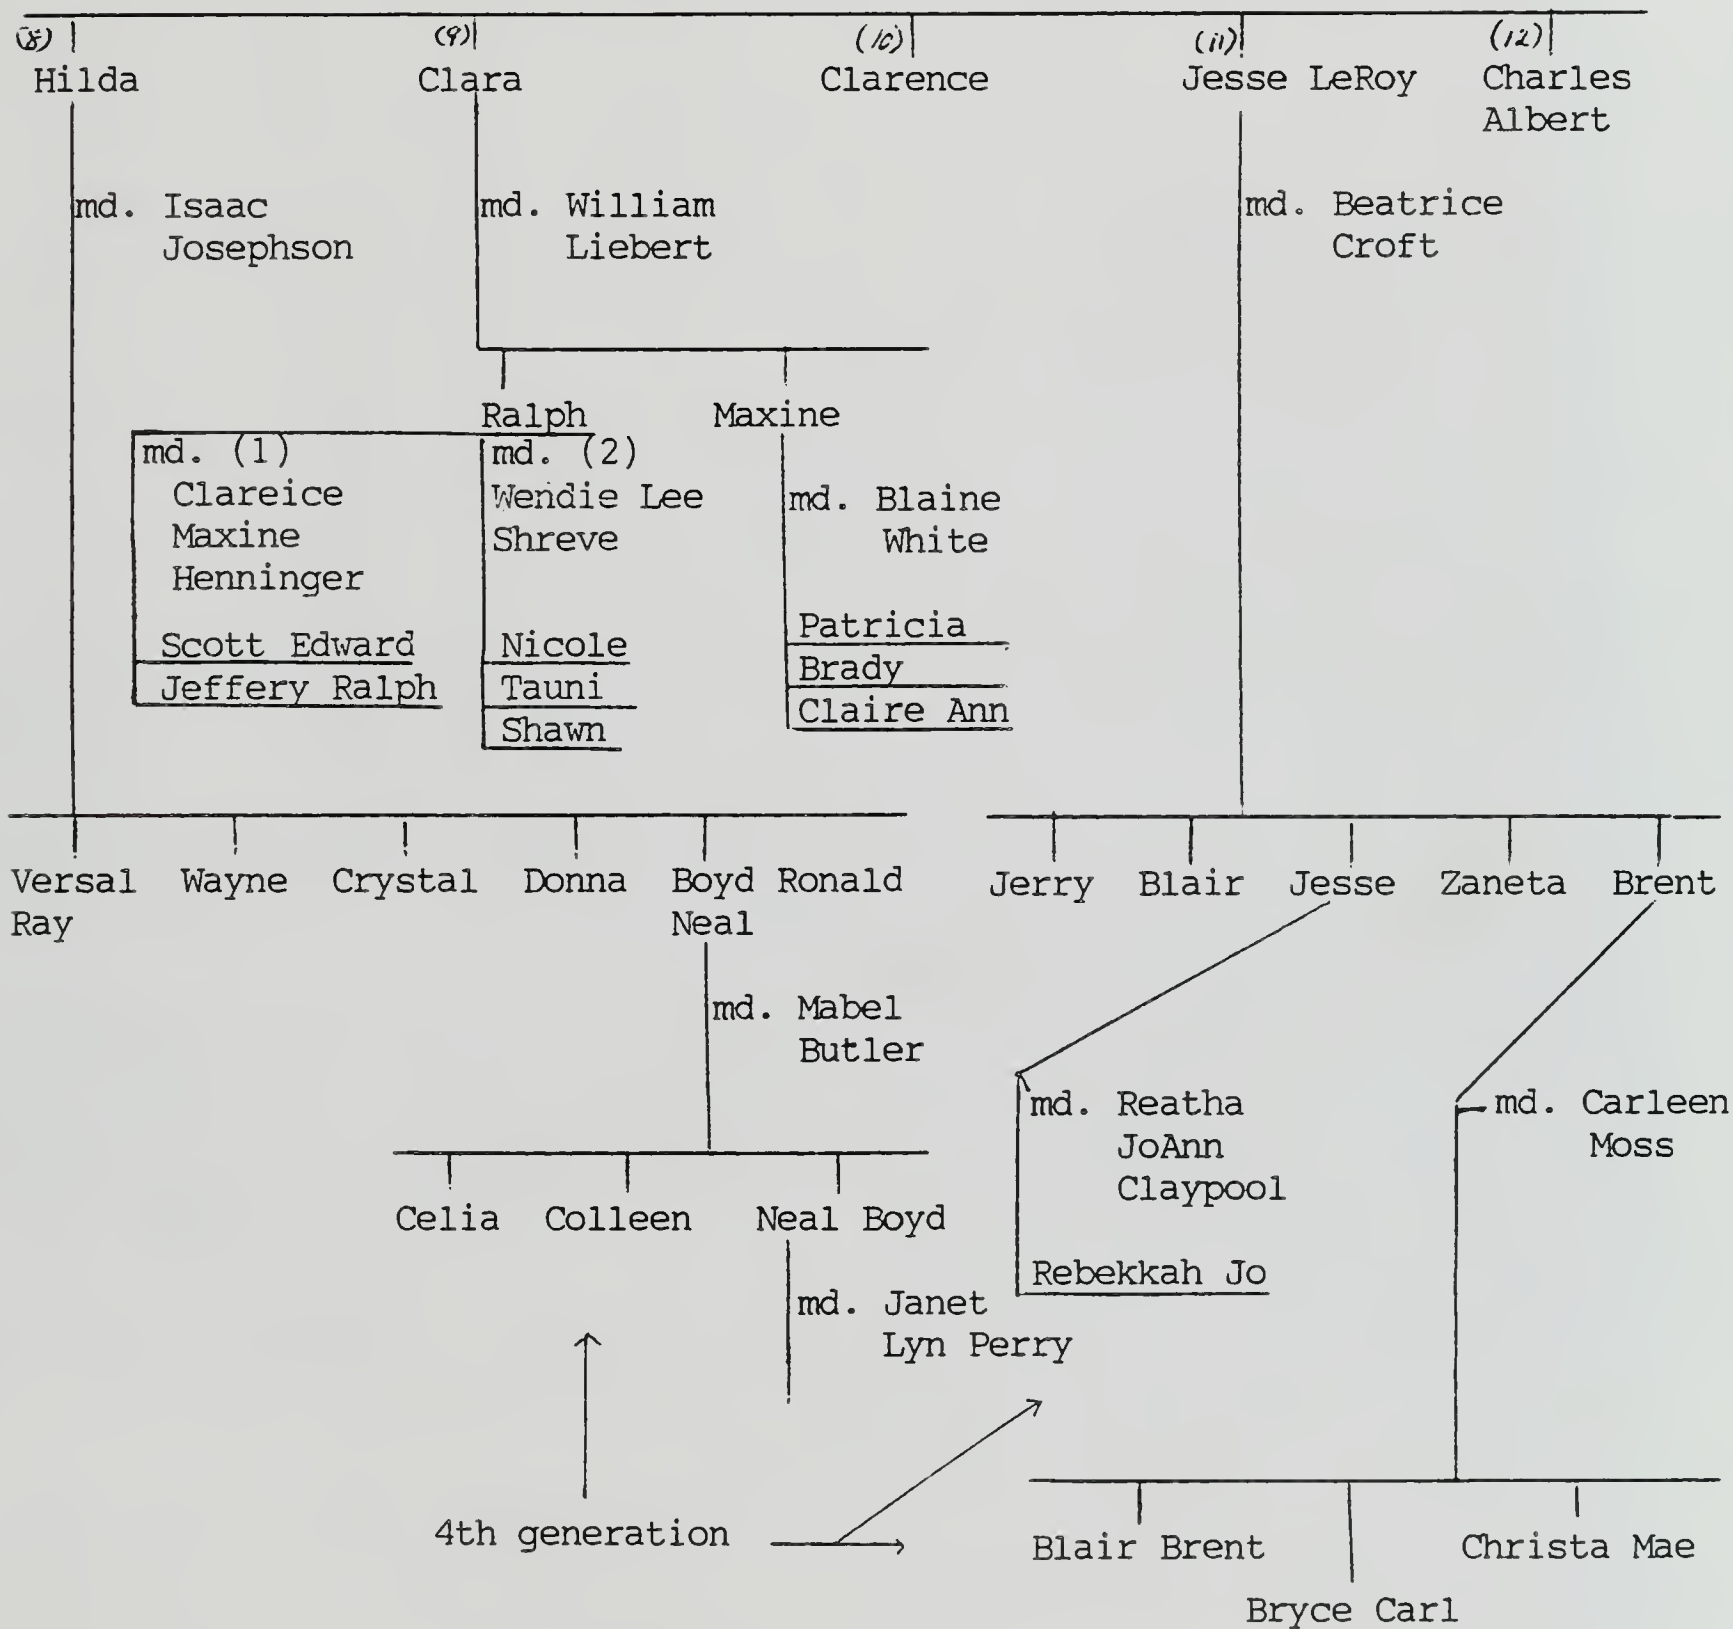 (8) (9) (10) (11) (12)
Hilda Clara Clarence Jesse LeRoy Charles
Albert
md. Isaac md. William md. Beatrice
Josephson Liebert Croft
Ralph Maxine
md. (1) md. (2)
Clareice Wendie Lee md. Blaine
Maxine Shreve White
Henninger
Scott Edward Nicole Patricia
Jeffery Ralph Tauni Brady
Shawn Claire Ann
Versal Wayne Crystal Donna Boyd Ronald Jerry Blair Jesse Zaneta Brent
Ray Neal
md. Mabel
Butler
md. Reatha md. Carleen
JoAnn Moss
Claypool
Celia Colleen Neal Boyd
Rebekkah Jo
md. Janet
Lyn Perry
4th generation
Blair Brent Christa Mae
Bryce Carl